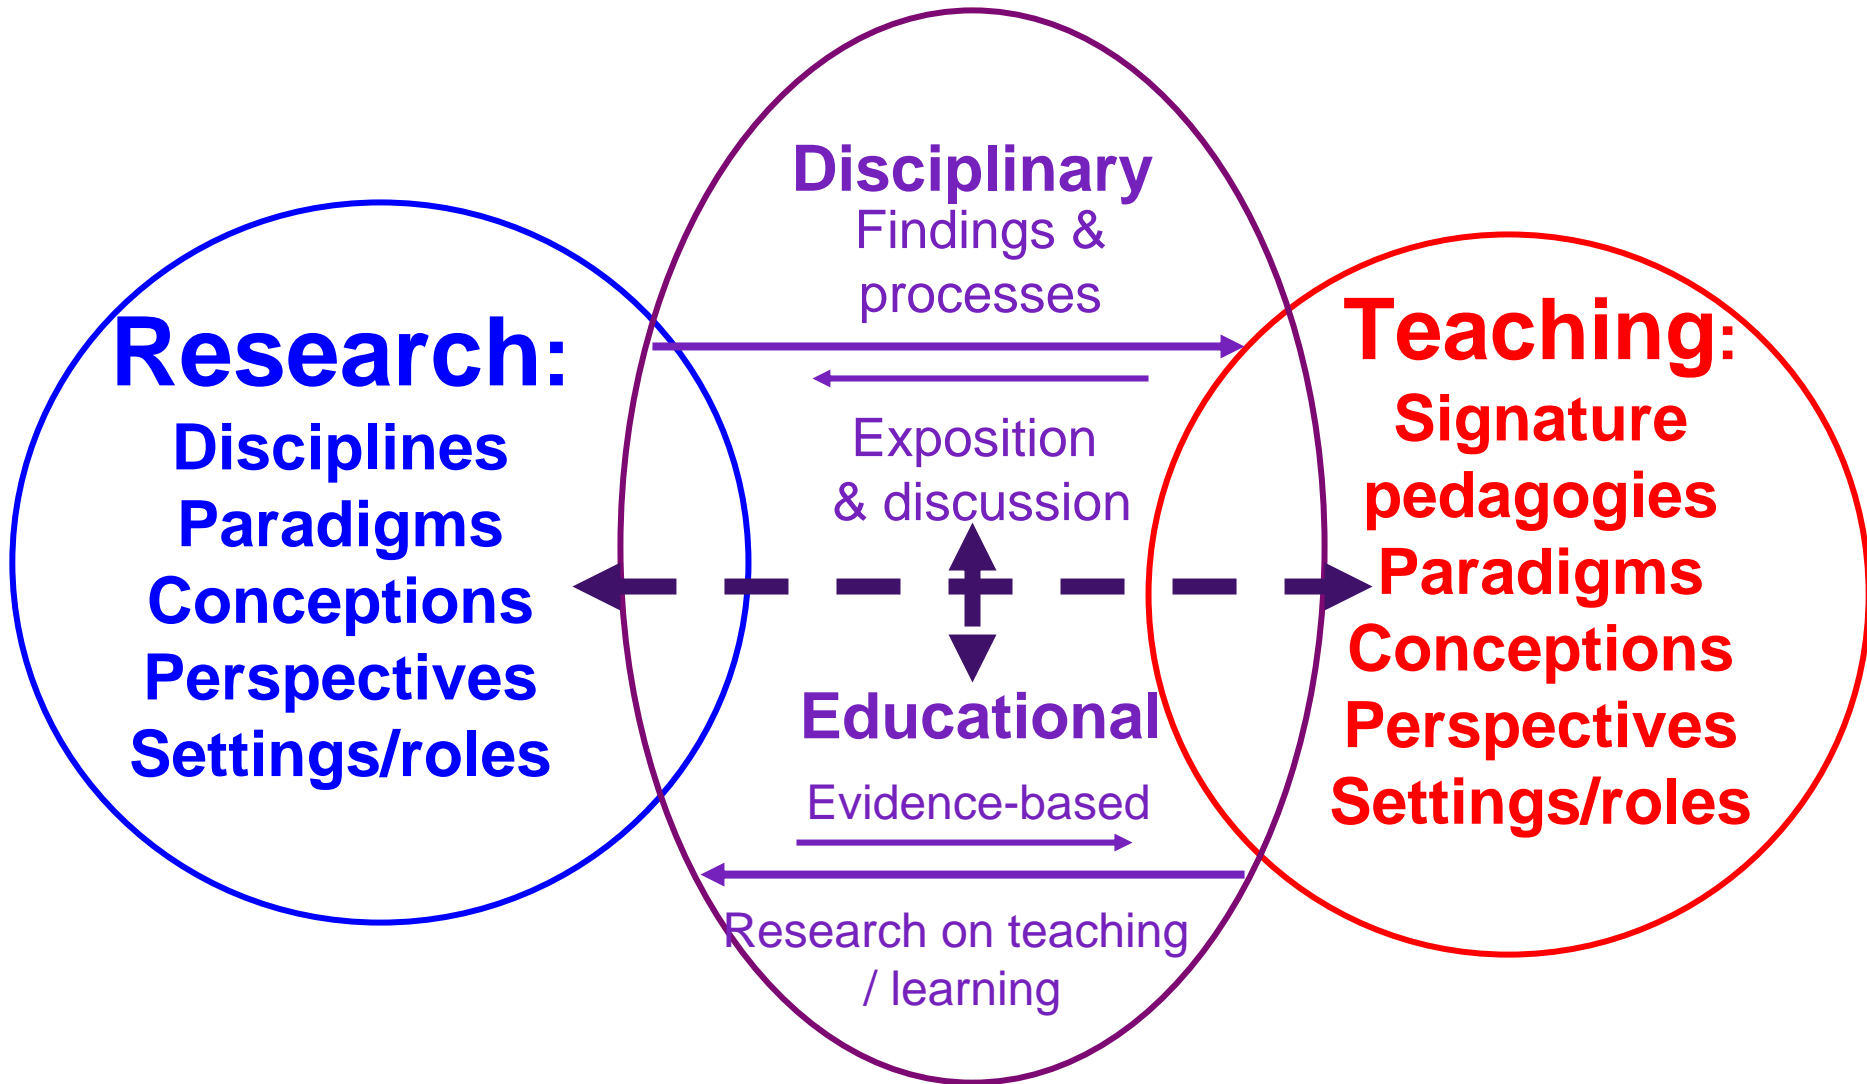 Research:
Disciplines
Paradigms
Conceptions
Perspectives
Settings/roles
Disciplinary
Findings &
processes
Exposition
& discussion
Educational
Evidence-based
Research on teaching
/ learning
Teaching:
Signature
pedagogies
Paradigms
Conceptions
Perspectives
Settings/roles